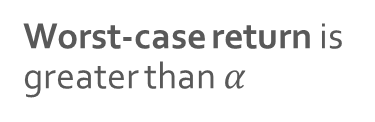 Worst-case return is
greater than α